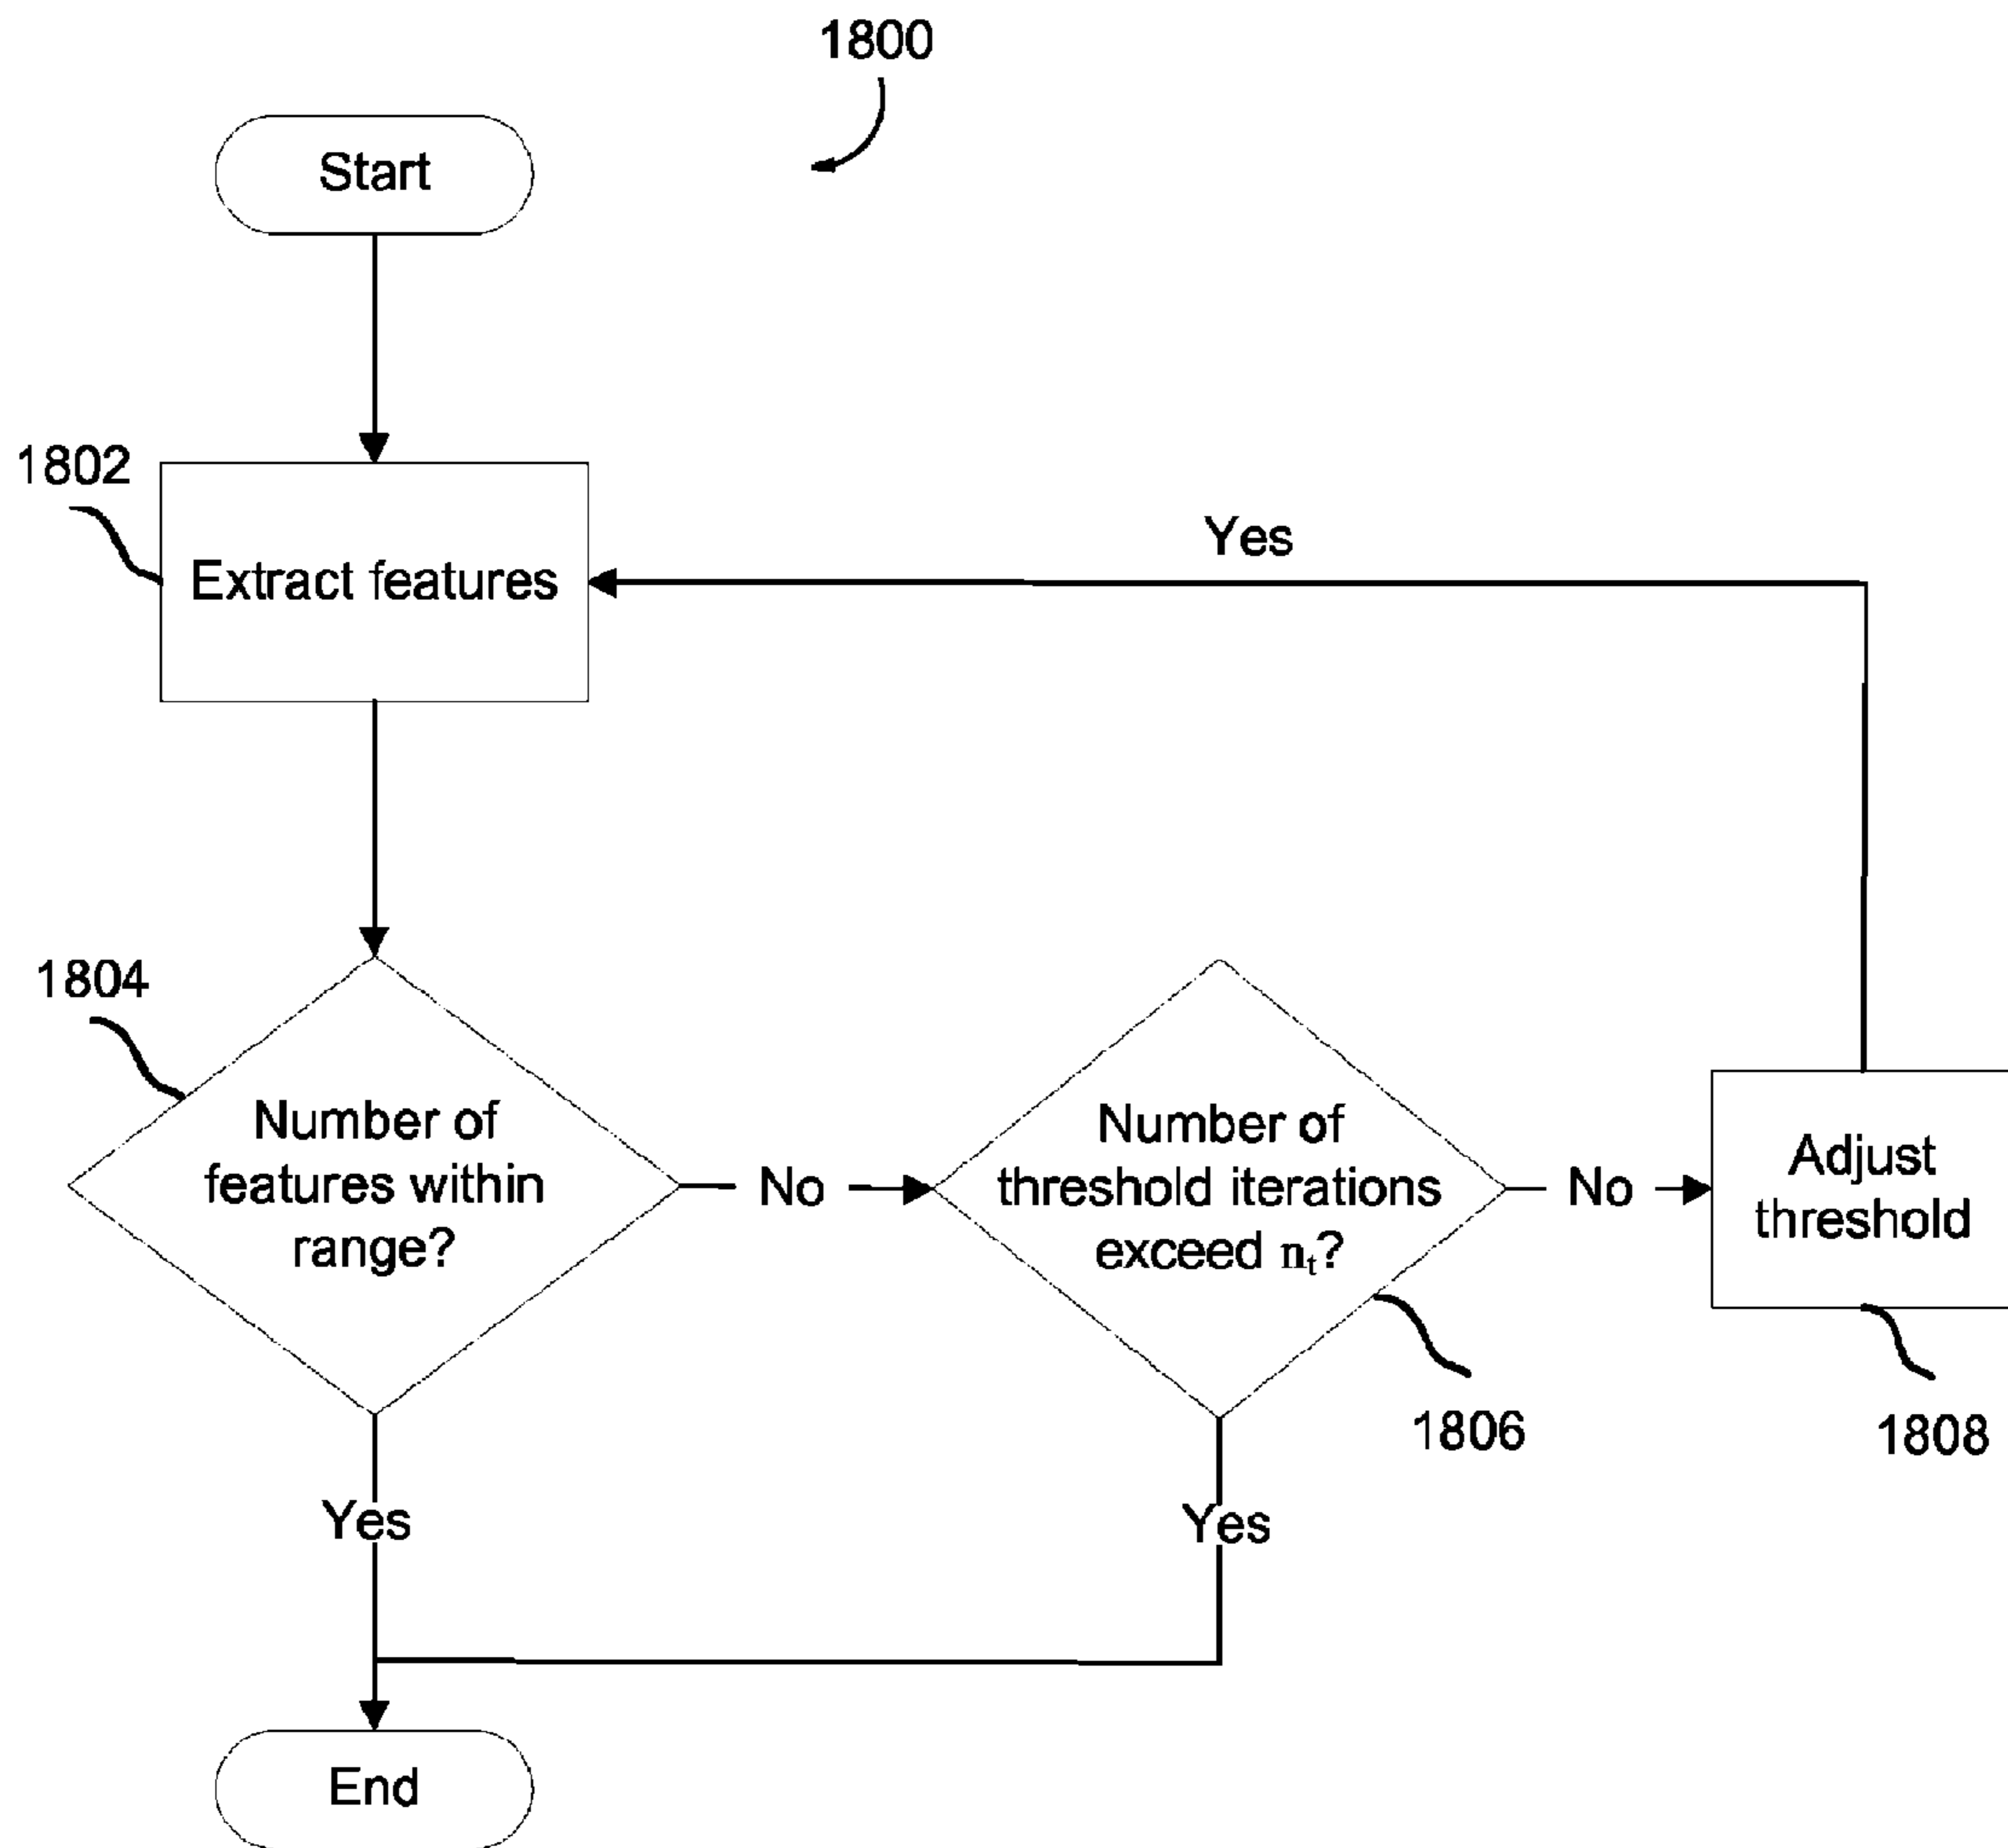 1800
Start
1802
Extract features
Yes
1804
Number of
features within
range?
No
Number of
threshold iterations
exceed nₜ?
No
Adjust
threshold
1806
1808
Yes
Yes
End